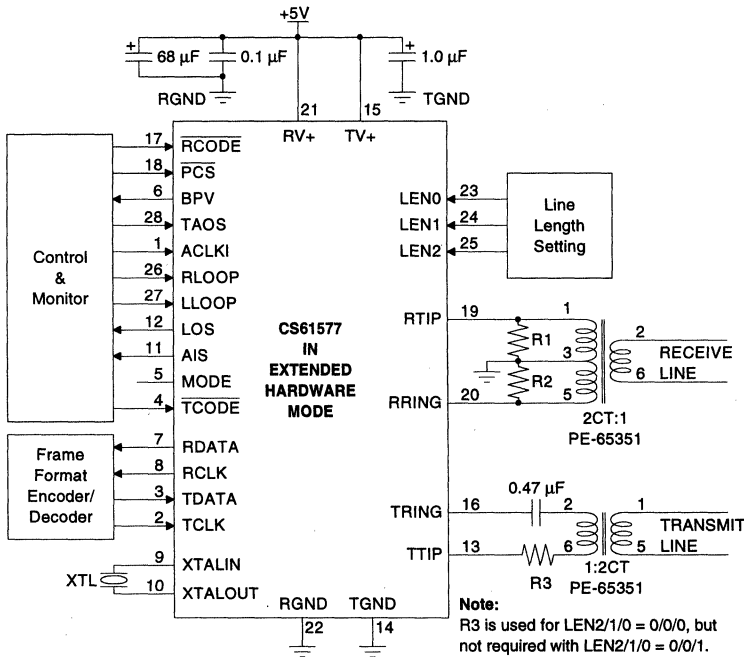 +5V
+
68 µF
0.1 µF
+
1.0 µF
RGND
TGND
21
15
RV+
TV+
Control
&
Monitor
17
RCODE
18
PCS
6
BPV
28
TAOS
1
ACLKI
26
RLOOP
27
LLOOP
12
LOS
11
AIS
5
MODE
4
TCODE
Frame
Format
Encoder/
Decoder
7
RDATA
8
RCLK
3
TDATA
2
TCLK
XTL
9
XTALIN
10
XTALOUT
CS61577
IN
EXTENDED
HARDWARE
MODE
LEN0
23
LEN1
24
LEN2
25
Line
Length
Setting
RTIP
19
R1
R2
RRING
20
1
3
5
2
6
RECEIVE
LINE
2CT:1
PE-65351
TRING
16
0.47 µF
TTIP
13
R3
2
6
1
5
TRANSMIT
LINE
1:2CT
PE-65351
RGND
22
TGND
14
Note:
R3 is used for LEN2/1/0 = 0/0/0, but
not required with LEN2/1/0 = 0/0/1.